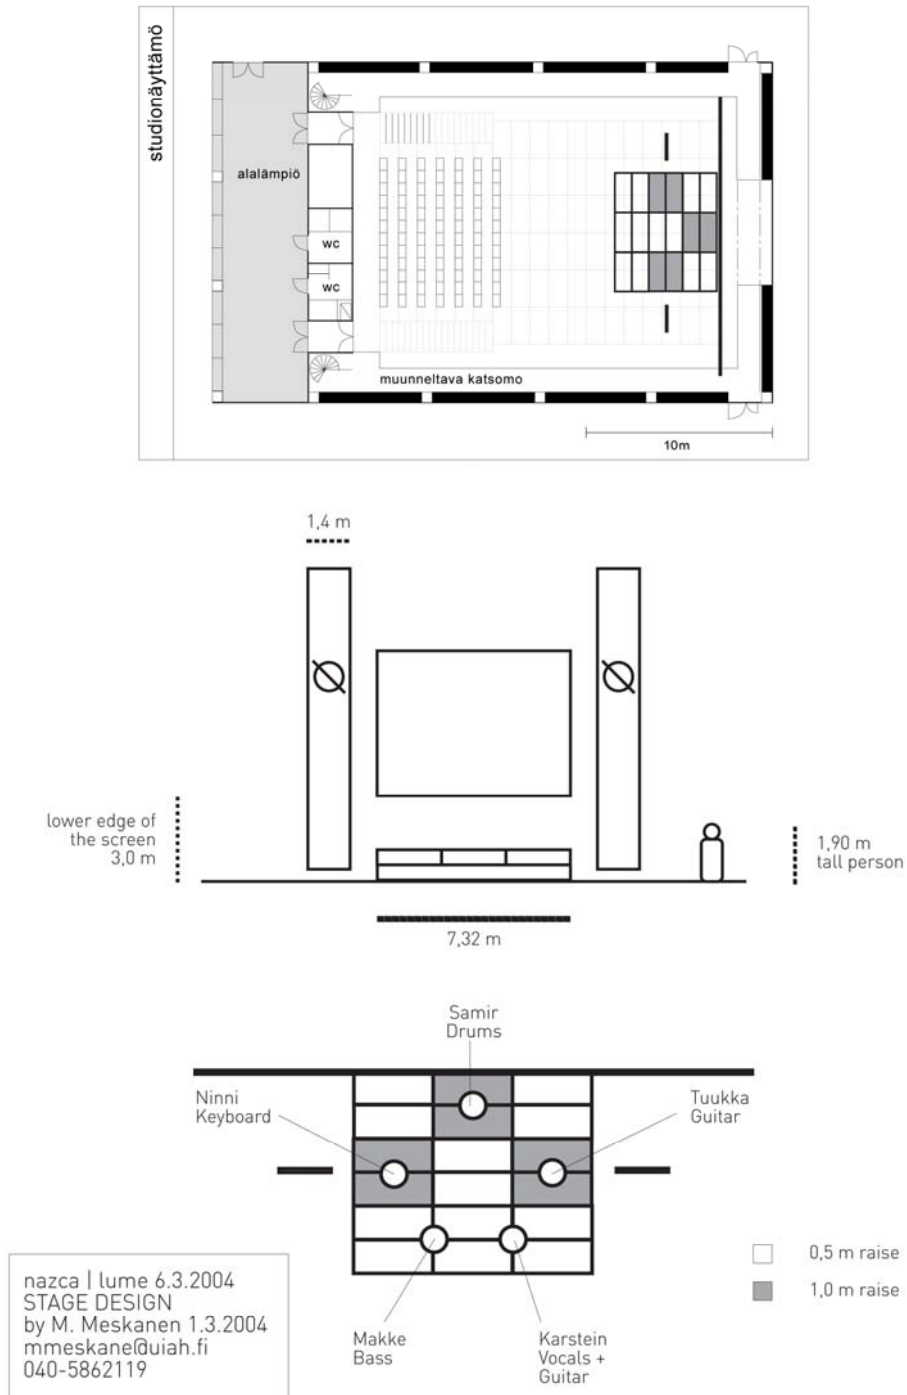 studionäyttämö
alalämpiö
wc
wc
muunneltava katsomo
10m
1,4 m
lower edge of
the screen
3,0 m
1,90 m
tall person
7,32 m
Samir
Drums
Ninni
Keyboard
Tuukka
Guitar
0,5 m raise
1,0 m raise
Makke
Bass
Karstein
Vocals +
Guitar
nazca | lume 6.3.2004
STAGE DESIGN
by M. Meskanen 1.3.2004
mmeskane@uiah.fi
040-5862119